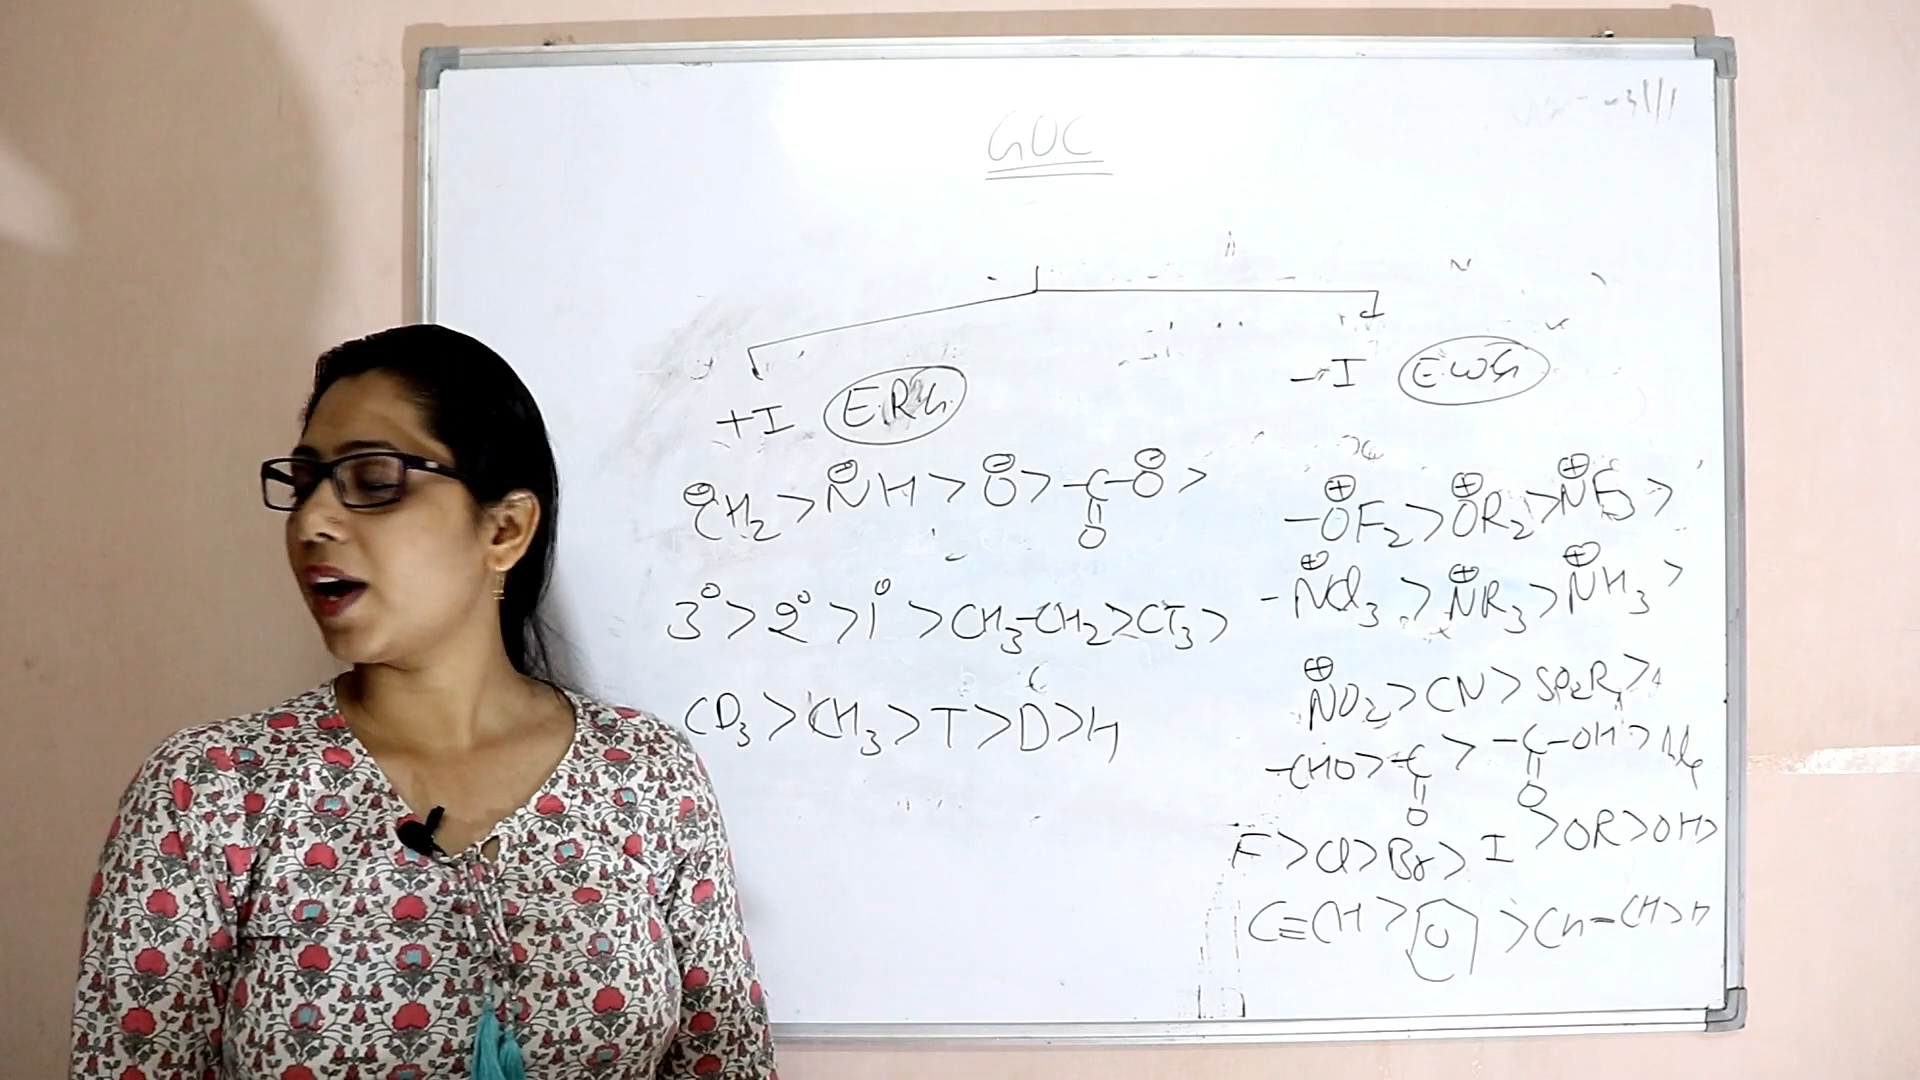 GOC
+I ERG
⊖CH₂ > ⊖NH > ⊖O > -C(=O)-O⊖ >
3° > 2° > 1° > CH₃-CH₂ > CT₃ >
CD₃ > CH₃ > T > D > H
-I EWG
-⊕OF₂ > ⊕OR₂ > ⊕NF₃ >
-⊕NCl₃ > ⊕NR₃ > ⊕NH₃ >
⊕NO₂ > CN > SO₂R >
-CHO > -C=O > -C(=O)-OH >
F > Cl > Br > I > OR > OH >
C≡CH > > CH=CH > H